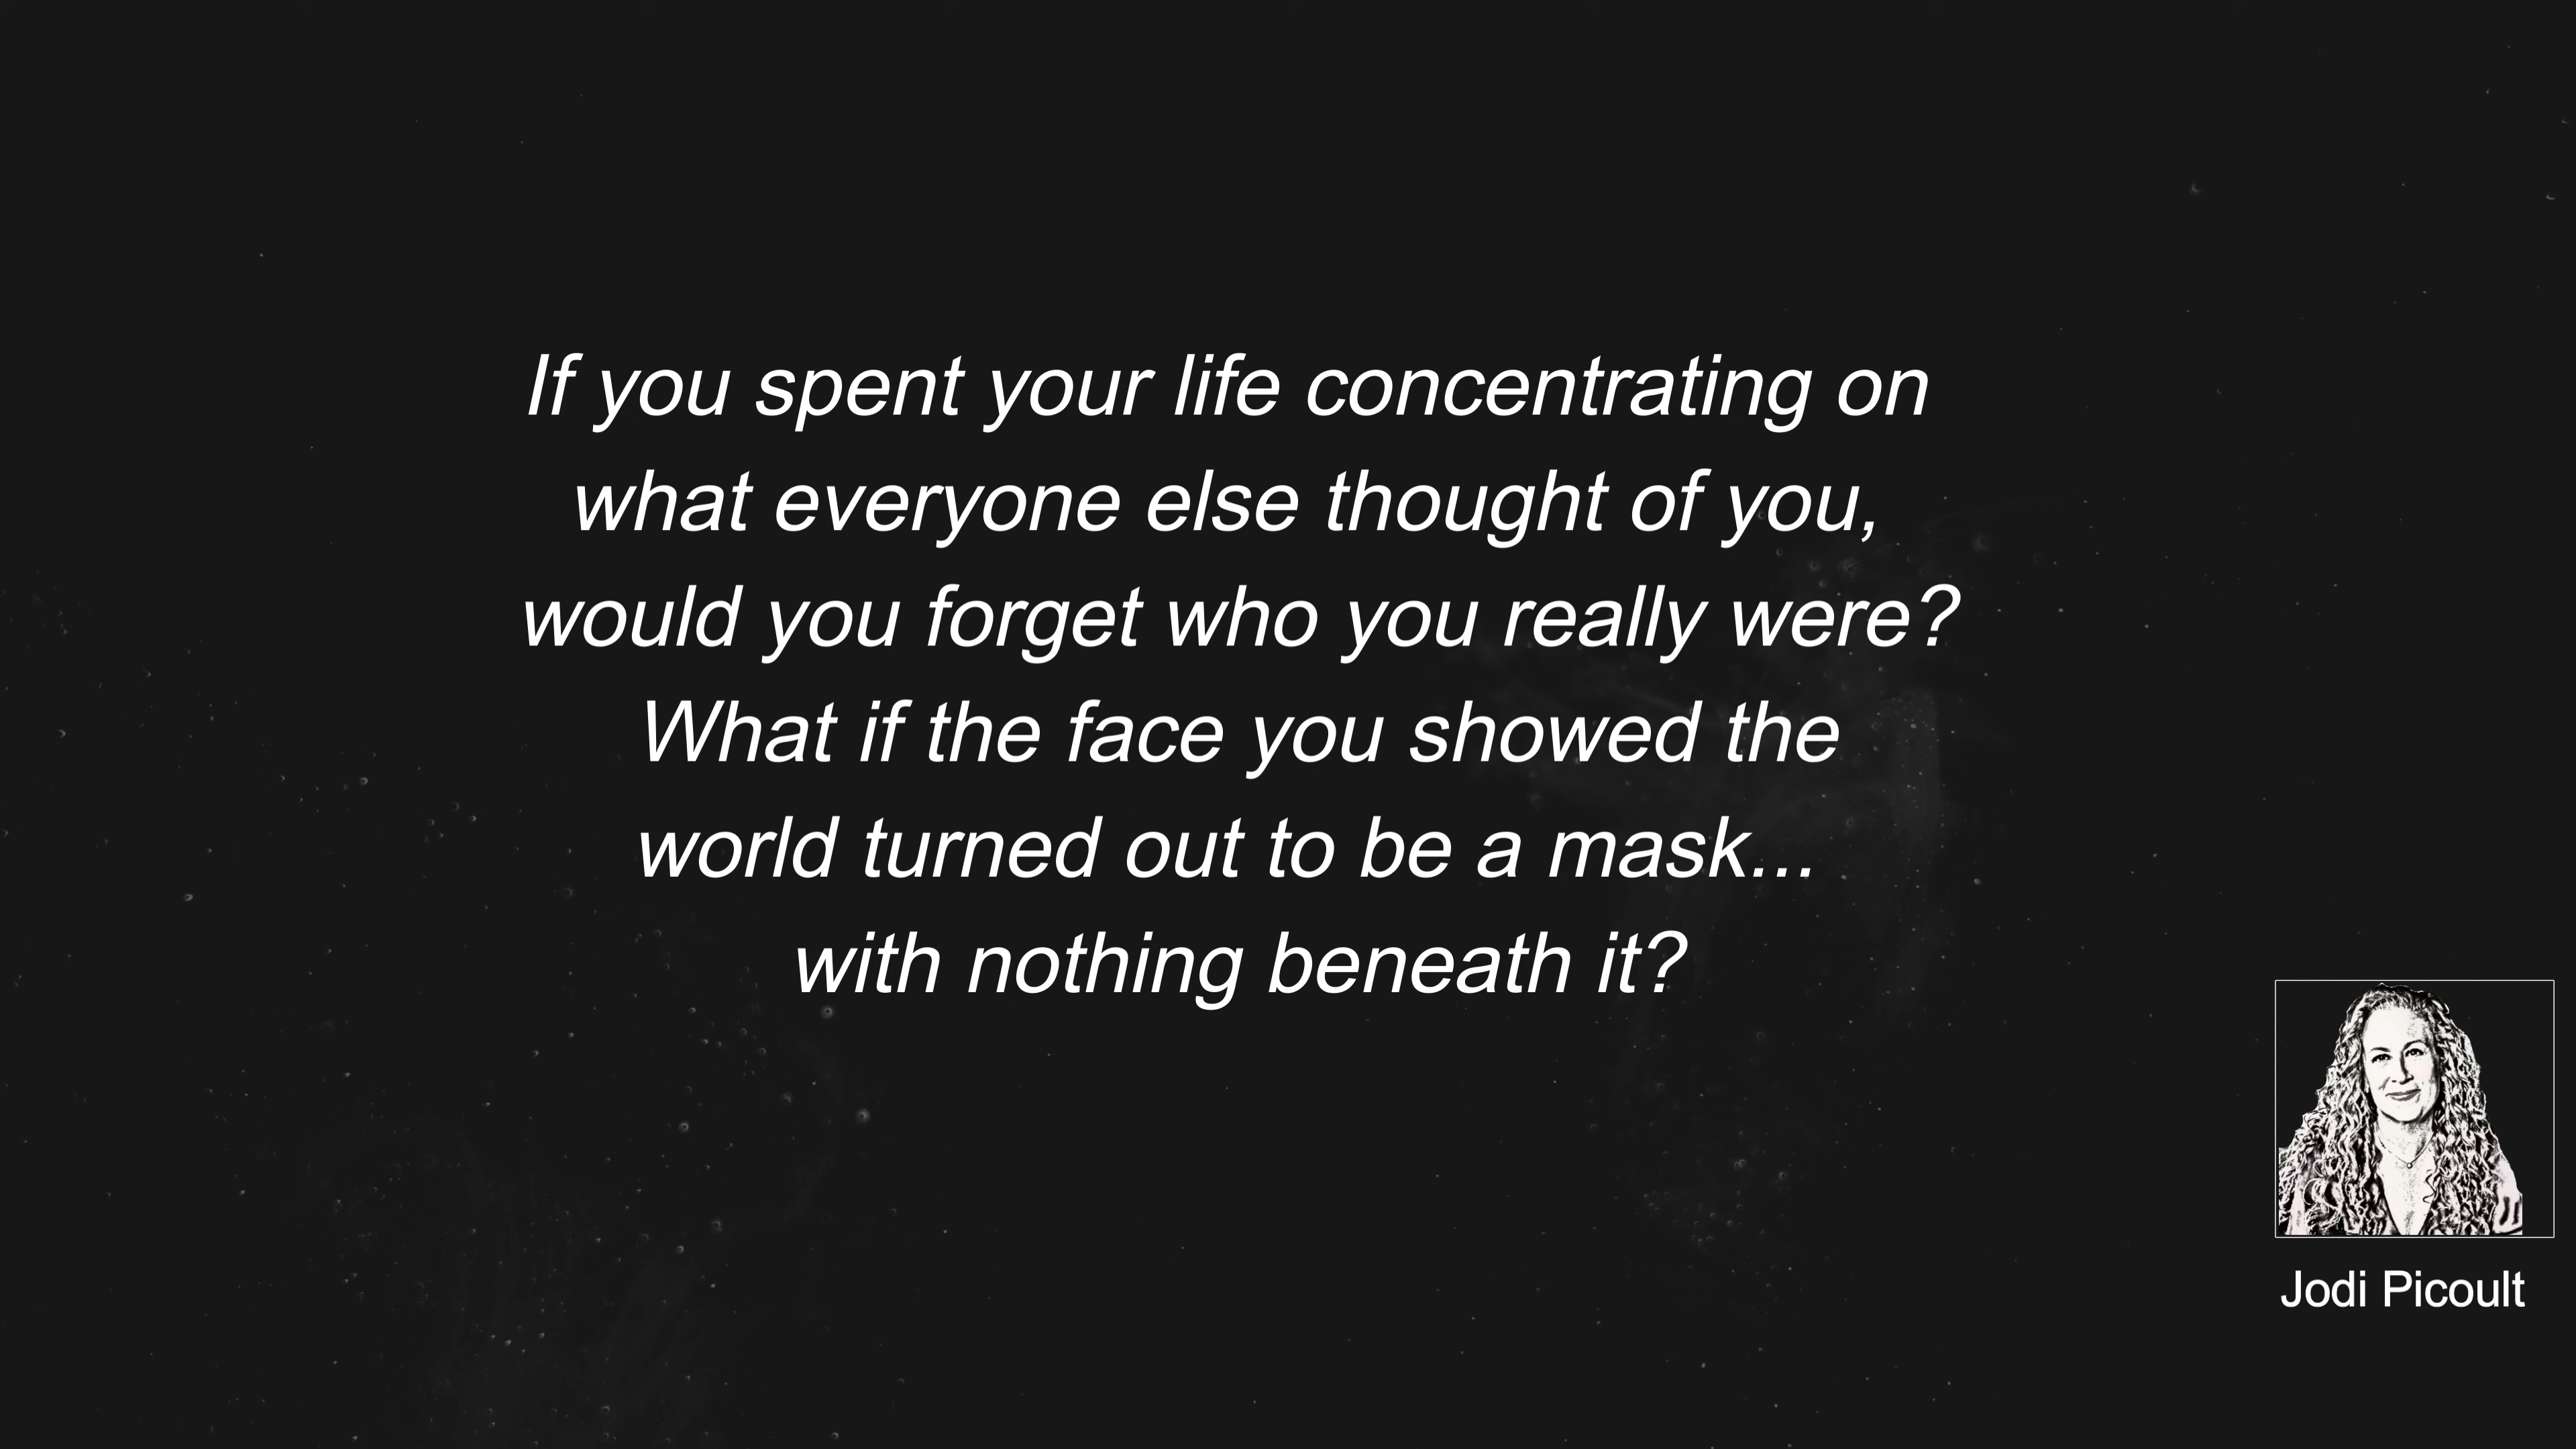 If you spent your life concentrating on
what everyone else thought of you,
would you forget who you really were?
What if the face you showed the
world turned out to be a mask...
with nothing beneath it?
Jodi Picoult